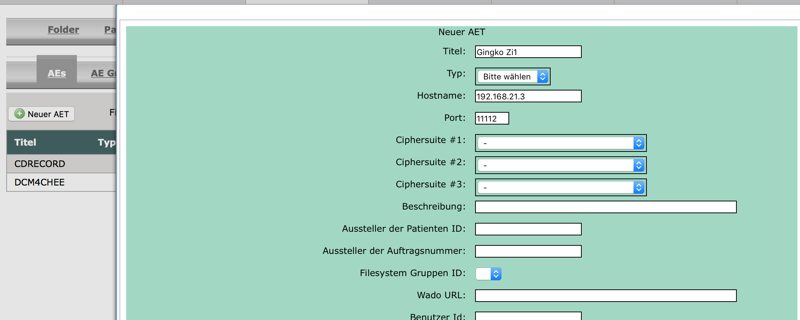 Folder Pa
AEs AE G
Neuer AET Fi
Titel Typ
CDRECORD
DCM4CHEE
Neuer AET
Titel: Gingko Zi1
Typ: Bitte wählen
Hostname: 192.168.21.3
Port: 11112
Ciphersuite #1: -
Ciphersuite #2: -
Ciphersuite #3: -
Beschreibung:
Aussteller der Patienten ID:
Aussteller der Auftragsnummer:
Filesystem Gruppen ID:
Wado URL:
Benutzer Id: